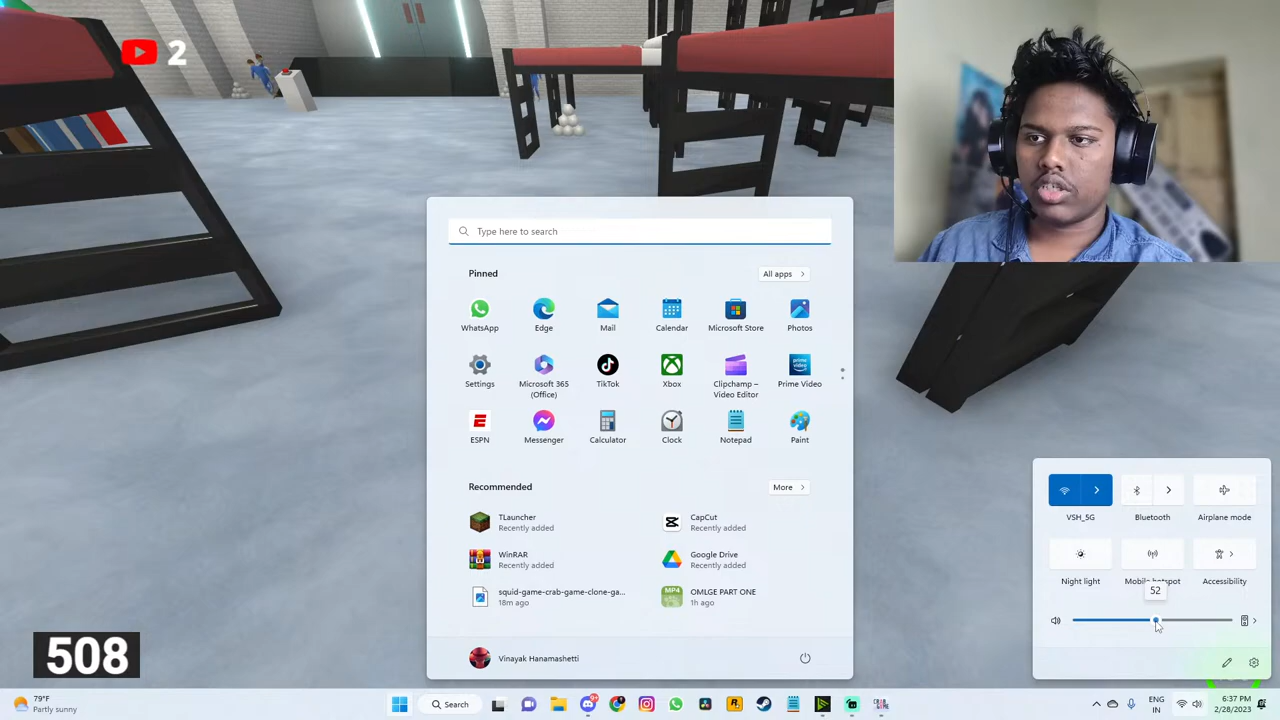 2
Type here to search
Pinned
All apps
WhatsApp
Edge
Mail
Calendar
Microsoft Store
Photos
Settings
Microsoft 365
(Office)
TikTok
Xbox
Clipchamp –
Video Editor
Prime Video
ESPN
Messenger
Calculator
Clock
Notepad
Paint
Recommended
More
TLauncher
Recently added
CapCut
Recently added
WinRAR
Recently added
Google Drive
Recently added
squid-game-crab-game-clone-ga...
18m ago
OMLGE PART ONE
1h ago
Vinayak Hanamashetti
VSH_5G
Bluetooth
Airplane mode
Night light
Mobile hotspot
Accessibility
52
508
79°F
Partly sunny
Search
ENG
IN
6:37 PM
2/28/2023